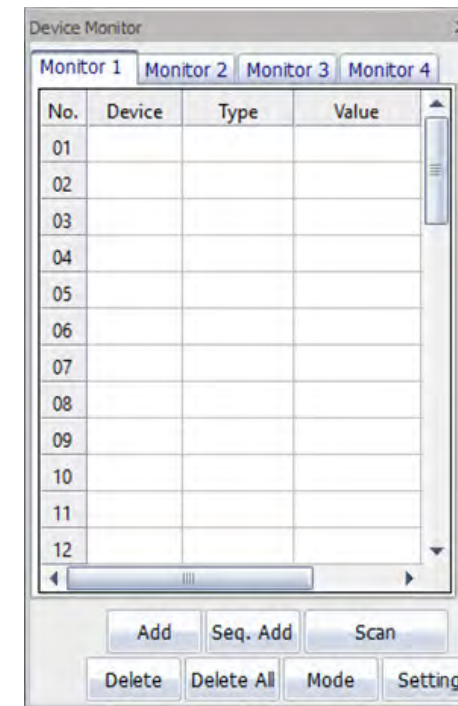 Device Monitor
Monitor 1 Monitor 2 Monitor 3 Monitor 4
No. Device Type Value
01
02
03
04
05
06
07
08
09
10
11
12
Add Seq. Add Scan
Delete Delete All Mode Setting